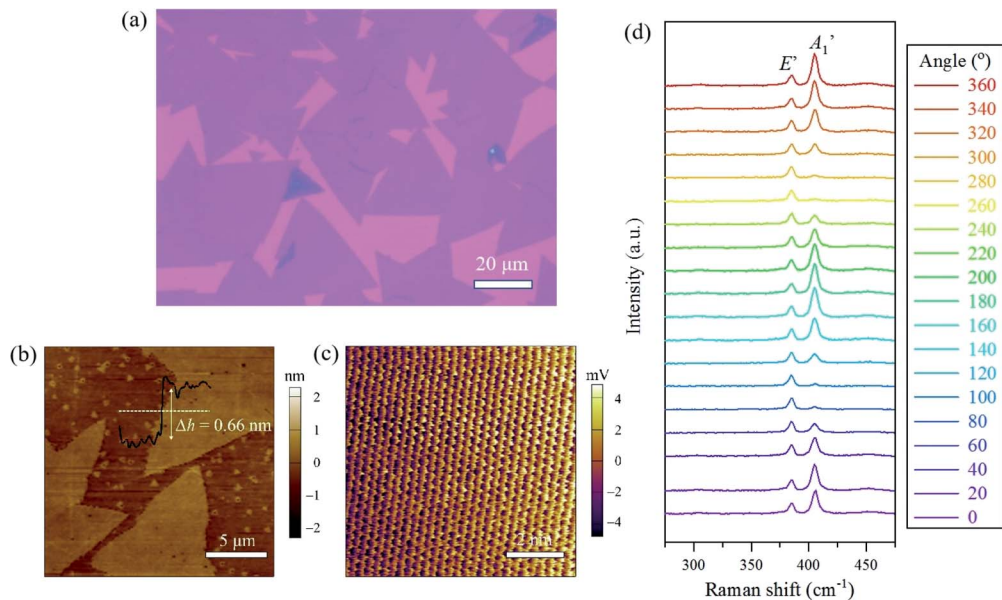 (a)
20 μm
(b)
nm
2
1
0
−1
−2
Δh = 0.66 nm
5 μm
(c)
mV
4
2
0
−2
−4
2 nm
(d)
E’
A1’
Intensity (a.u.)
300
350
400
450
Raman shift (cm-1)
Angle (o)
360
340
320
300
280
260
240
220
200
180
160
140
120
100
80
60
40
20
0